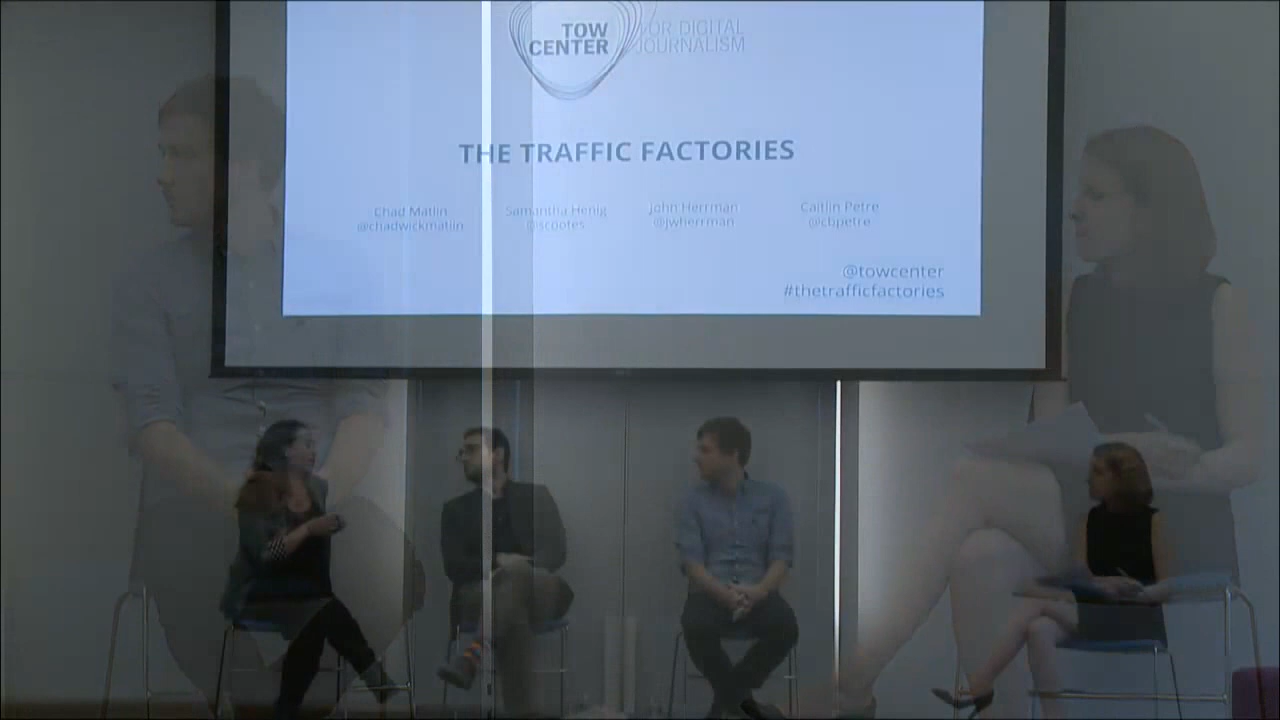 TOW
CENTER
FOR DIGITAL
JOURNALISM
THE TRAFFIC FACTORIES
Chad Matlin
@chadwickmatlin
Samantha Henig
@scootes
John Herrman
@jwherrman
Caitlin Petre
@cbpetre
@towcenter
#thetrafficfactories